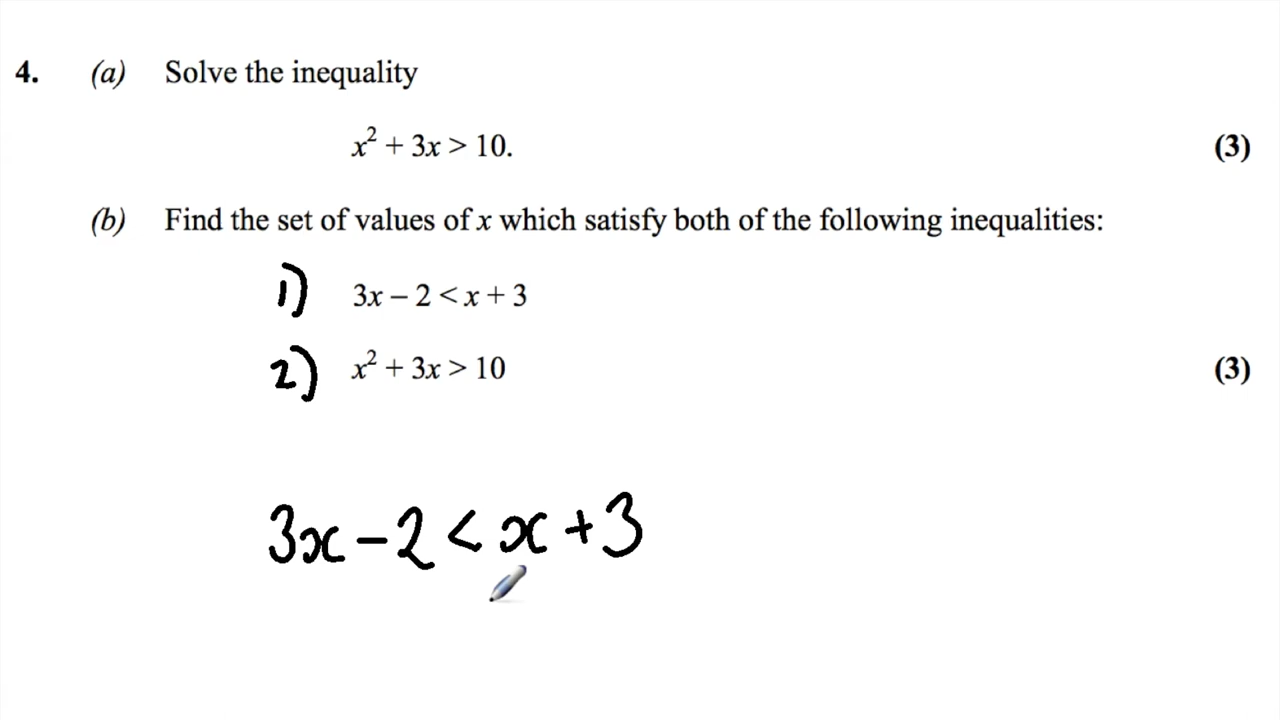 4. (a) Solve the inequality
x² + 3x > 10. (3)
(b) Find the set of values of x which satisfy both of the following inequalities:
1) 3x – 2 < x + 3
2) x² + 3x > 10 (3)
3x – 2 < x + 3